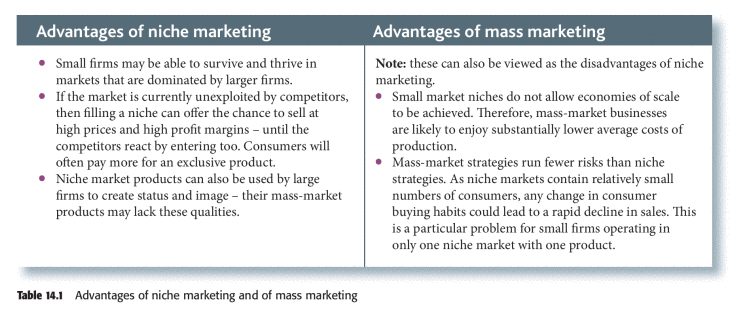 Advantages of niche marketing
• Small firms may be able to survive and thrive in
markets that are dominated by larger firms.
• If the market is currently unexploited by competitors,
then filling a niche can offer the chance to sell at
high prices and high profit margins – until the
competitors react by entering too. Consumers will
often pay more for an exclusive product.
• Niche market products can also be used by large
firms to create status and image – their mass-market
products may lack these qualities.
Advantages of mass marketing
Note: these can also be viewed as the disadvantages of niche
marketing.
• Small market niches do not allow economies of scale
to be achieved. Therefore, mass-market businesses
are likely to enjoy substantially lower average costs of
production.
• Mass-market strategies run fewer risks than niche
strategies. As niche markets contain relatively small
numbers of consumers, any change in consumer
buying habits could lead to a rapid decline in sales. This
is a particular problem for small firms operating in
only one niche market with one product.
Table 14.1 Advantages of niche marketing and of mass marketing